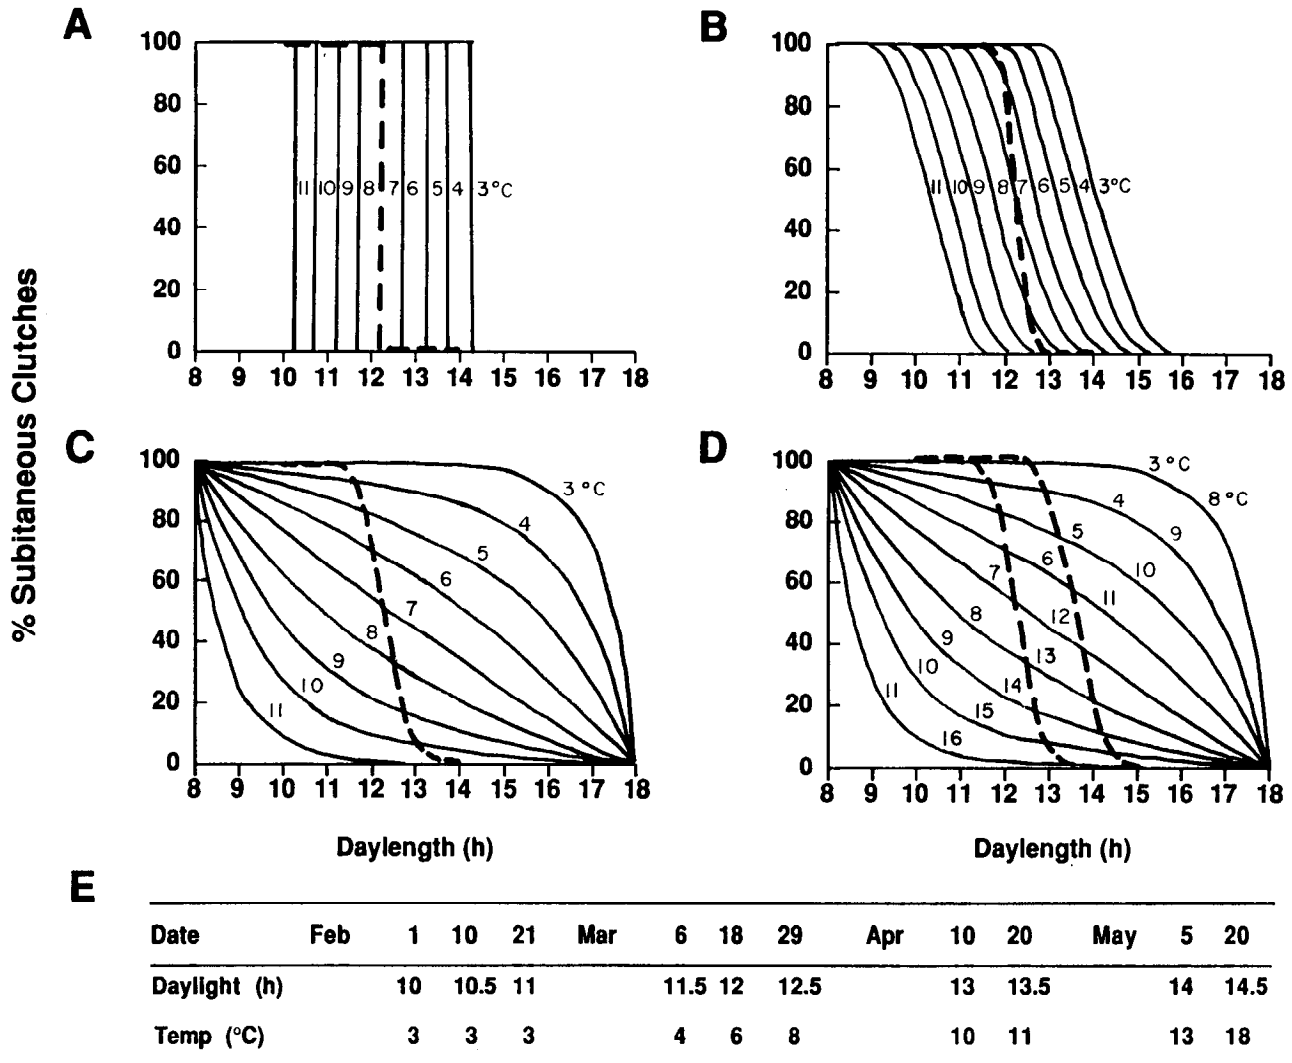 A
B
% Subitaneous Clutches
100
80
60
40
20
0
11 10 9 8 7 6 5 4 3°C
8 9 10 11 12 13 14 15 16 17 18
100
80
60
40
20
0
11 10 9 8 7 6 5 4 3°C
8 9 10 11 12 13 14 15 16 17 18
C
D
100
80
60
40
20
0
3°C
4
5
6
7
8
9
10
11
8 9 10 11 12 13 14 15 16 17 18
Daylength (h)
100
80
60
40
20
0
3°C
8°C
4
9
5
10
6
11
7
12
8
13
9
14
10
15
11
16
8 9 10 11 12 13 14 15 16 17 18
Daylength (h)
E
Date Feb 1 10 21 Mar 6 18 29 Apr 10 20 May 5 20
Daylight (h) 10 10.5 11 11.5 12 12.5 13 13.5 14 14.5
Temp (°C) 3 3 3 4 6 8 10 11 13 18